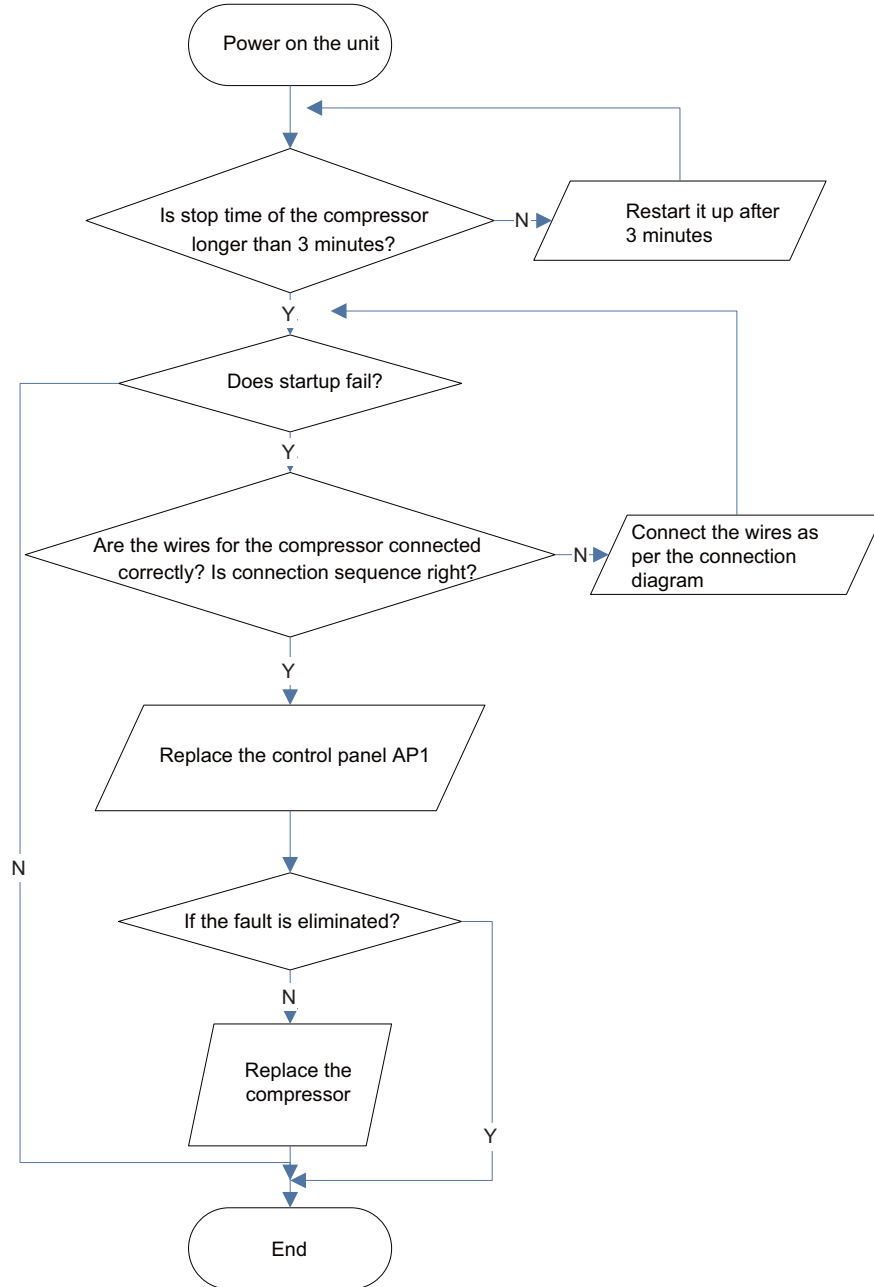 Power on the unit
Is stop time of the compressor
longer than 3 minutes?
N
Restart it up after
3 minutes
Y
Does startup fail?
Y
Are the wires for the compressor connected
correctly? Is connection sequence right?
N
Connect the wires as
per the connection
diagram
Y
Replace the control panel AP1
N
If the fault is eliminated?
N
Replace the
compressor
Y
End